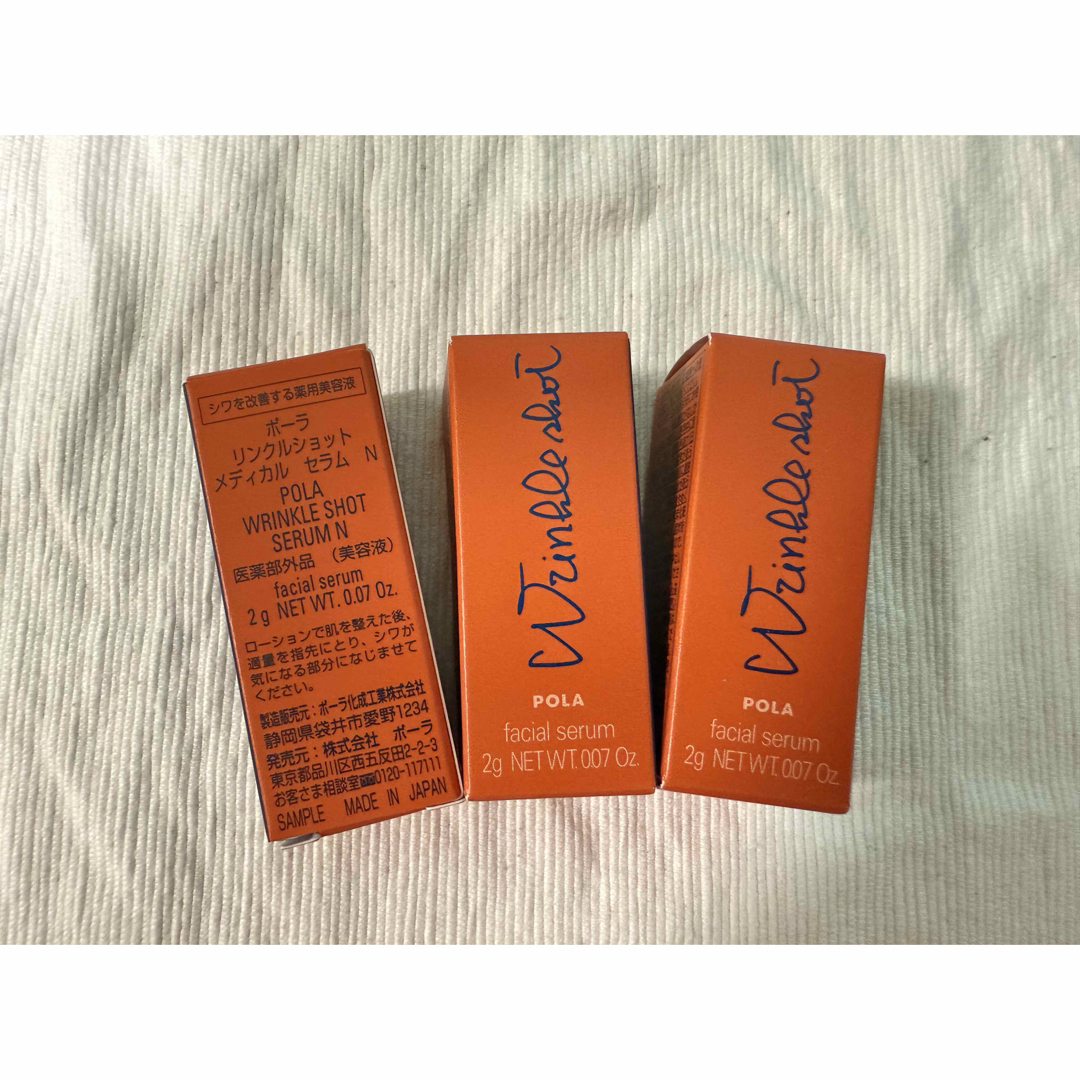 シワを改善する薬用美容液
ポーラ
リンクルショット
メディカル セラム N
POLA
WRINKLE SHOT
SERUM N
医薬部外品 (美容液)
facial serum
2g NET WT. 0.07 Oz.
ローションで肌を整えた後、
適量を指先にとり、シワが
気になる部分になじませて
ください。
製造販売元:ポーラ化成工業株式会社
静岡県袋井市愛野1234
発売元:株式会社 ポーラ
東京都品川区西五反田2-2-3
お客さま相談室 0120-117111
SAMPLE MADE IN JAPAN
Wrinkle shot
POLA
facial serum
2g NET WT. 0.07 Oz.
Wrinkle shot
POLA
facial serum
2g NET WT. 0.07 Oz.